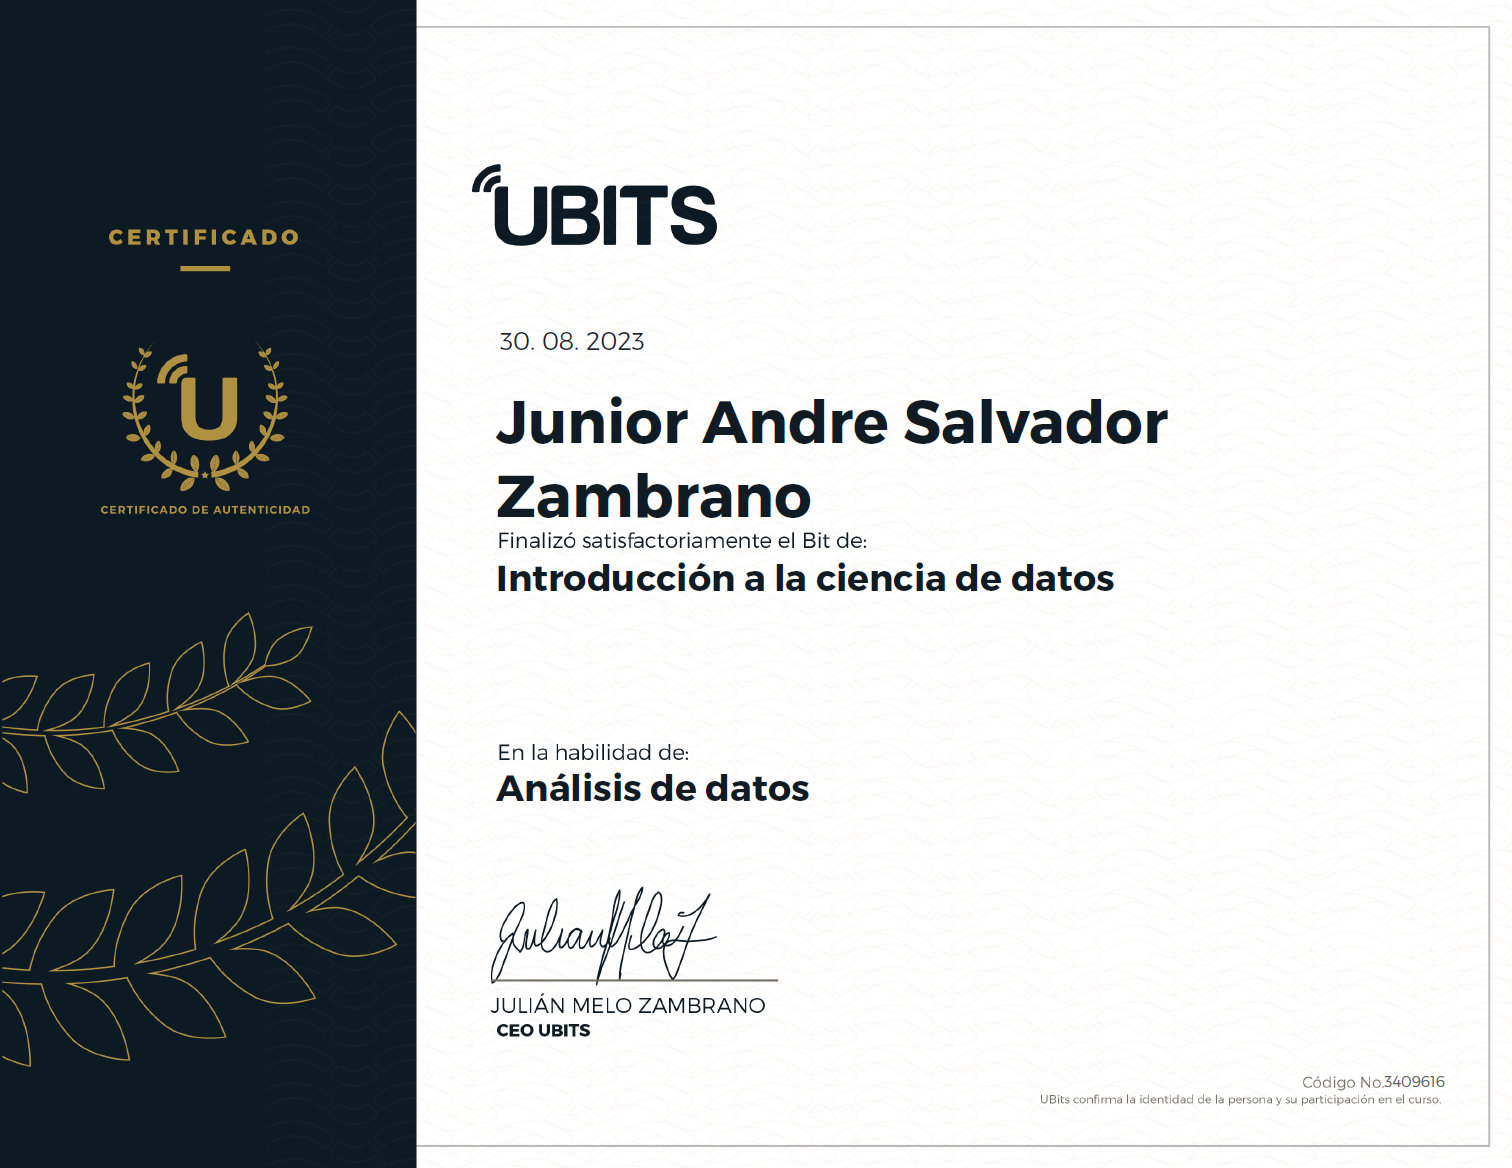 CERTIFICADO
U
CERTIFICADO DE AUTENTICIDAD
UBITS
30. 08. 2023
Junior Andre Salvador
Zambrano
Finalizó satisfactoriamente el Bit de:
Introducción a la ciencia de datos
En la habilidad de:
Análisis de datos
JULIÁN MELO ZAMBRANO
CEO UBITS
Código No.3409616
UBits confirma la identidad de la persona y su participación en el curso.